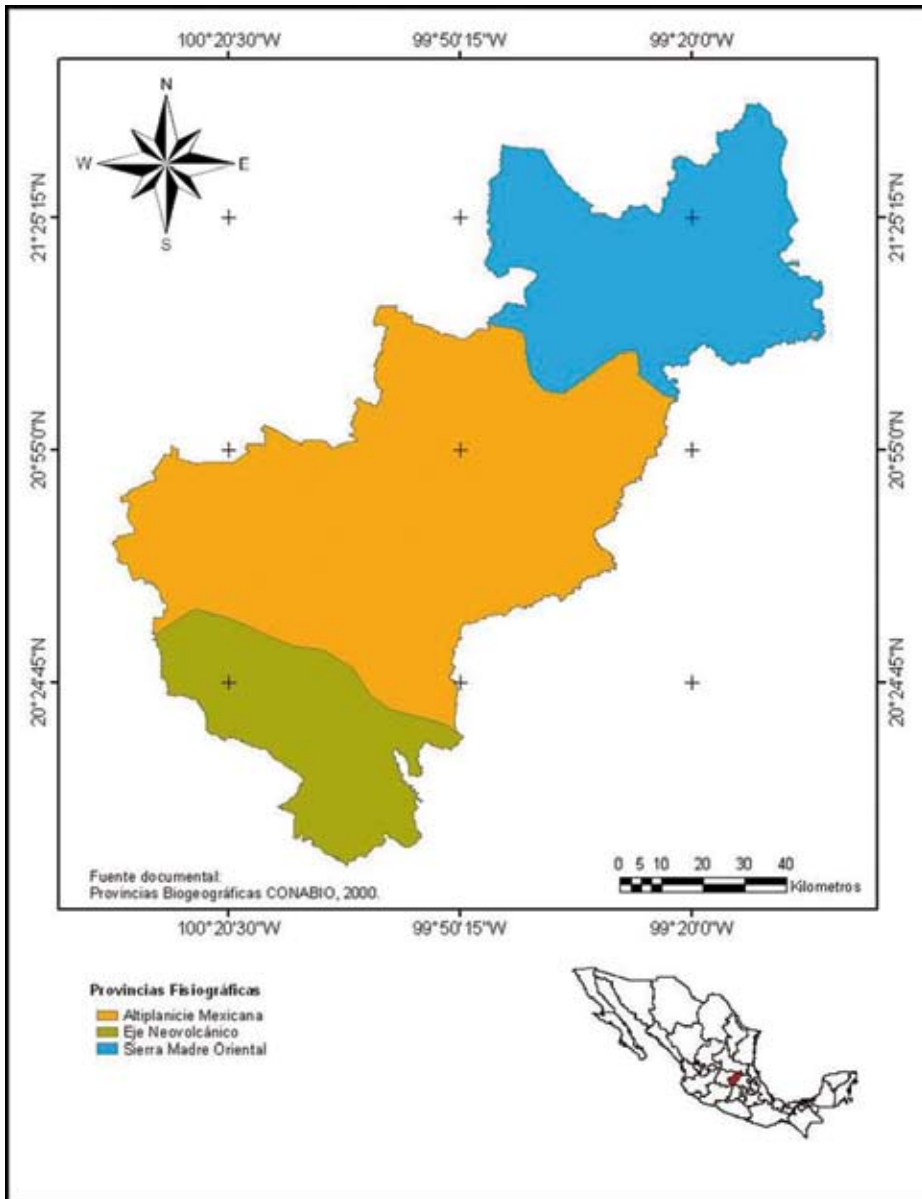 100°20'30"W 99°50'15"W 99°20'0"W
N
W E
S
21°25'15"N 21°25'15"N
20°55'0"N 20°55'0"N
20°24'45"N 20°24'45"N
Fuente documental:
Provincias Biogeográficas CONABIO, 2000.
0 5 10 20 30 40
Kilometros
100°20'30"W 99°50'15"W 99°20'0"W
Provincias Fisiográficas
Altiplanicie Mexicana
Eje Neovolcánico
Sierra Madre Oriental